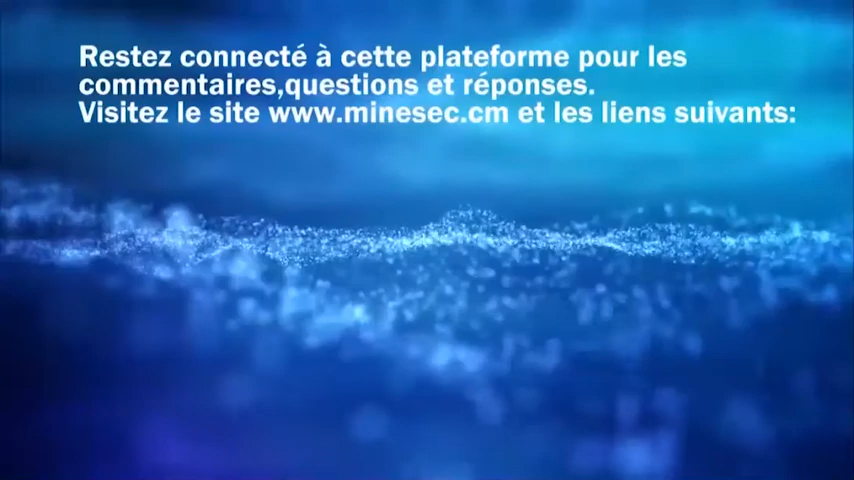 Restez connecté à cette plateforme pour les
commentaires,questions et réponses.
Visitez le site www.minesec.cm et les liens suivants: